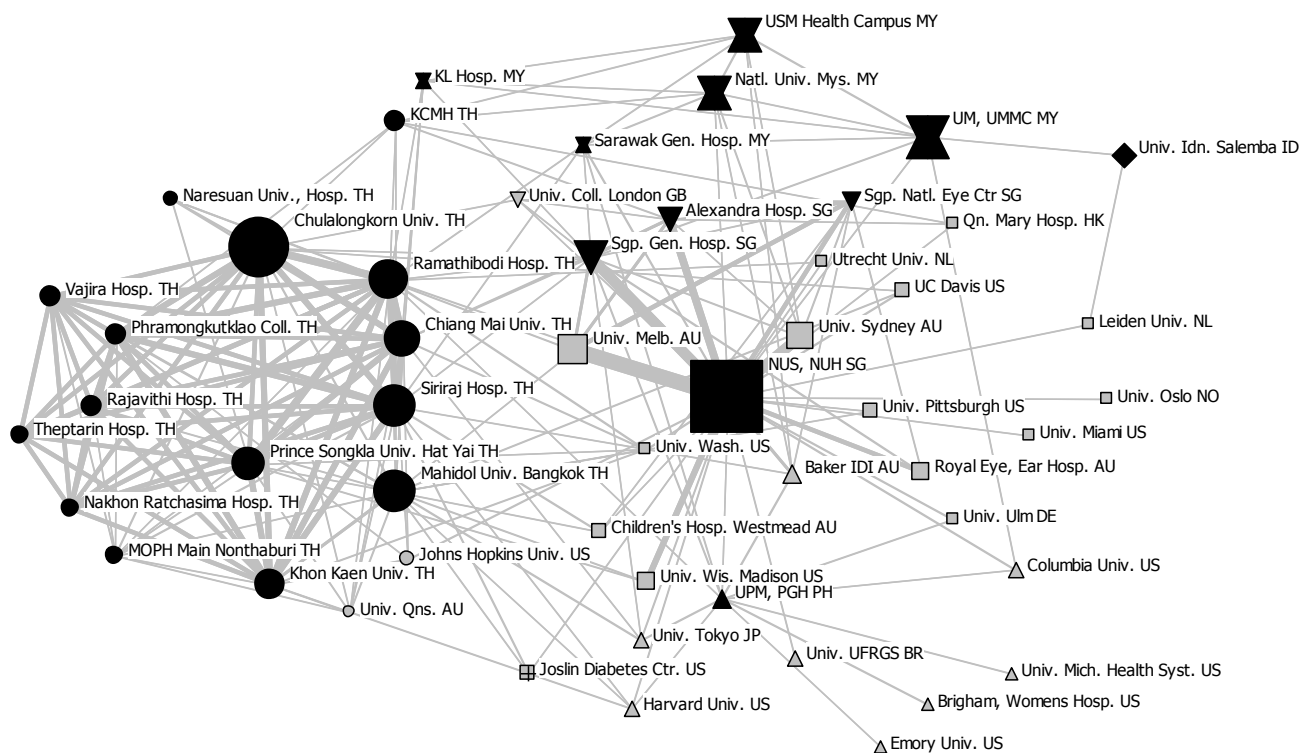 USM Health Campus MY
KL Hosp. MY
Natl. Univ. Mys. MY
KCMH TH
UM, UMMC MY
Sarawak Gen. Hosp. MY
Univ. Idn. Salemba ID
Naresuan Univ., Hosp. TH
Univ. Coll. London GB
Sgp. Natl. Eye Ctr SG
Chulalongkorn Univ. TH
Alexandra Hosp. SG
Qn. Mary Hosp. HK
Sgp. Gen. Hosp. SG
Ramathibodi Hosp. TH
Utrecht Univ. NL
Vajira Hosp. TH
UC Davis US
Phramongkutklao Coll. TH
Chiang Mai Univ. TH
Univ. Melb. AU
Univ. Sydney AU
Leiden Univ. NL
NUS, NUH SG
Siriraj Hosp. TH
Rajavithi Hosp. TH
Univ. Pittsburgh US
Univ. Oslo NO
Theptarin Hosp. TH
Univ. Miami US
Prince Songkla Univ. Hat Yai TH
Univ. Wash. US
Mahidol Univ. Bangkok TH
Baker IDI AU
Royal Eye, Ear Hosp. AU
Nakhon Ratchasima Hosp. TH
Children's Hosp. Westmead AU
Univ. Ulm DE
MOPH Main Nonthaburi TH
Johns Hopkins Univ. US
Khon Kaen Univ. TH
Univ. Wis. Madison US
Columbia Univ. US
UPM, PGH PH
Univ. Qns. AU
Univ. Tokyo JP
Univ. UFRGS BR
Joslin Diabetes Ctr. US
Univ. Mich. Health Syst. US
Harvard Univ. US
Brigham, Womens Hosp. US
Emory Univ. US